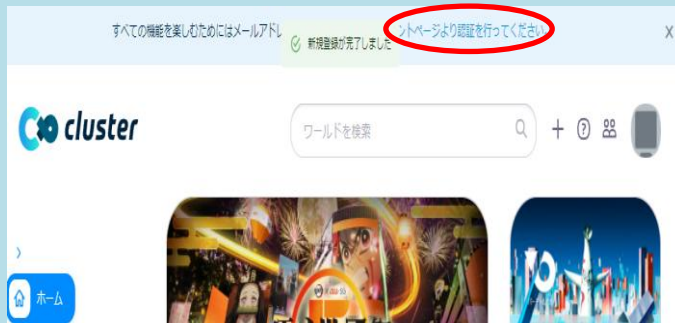 すべての機能を楽しむためにはメールアドレ
ントページより認証を行ってください
新規登録が完了しました
X
cluster
ワールドを検索
ホーム